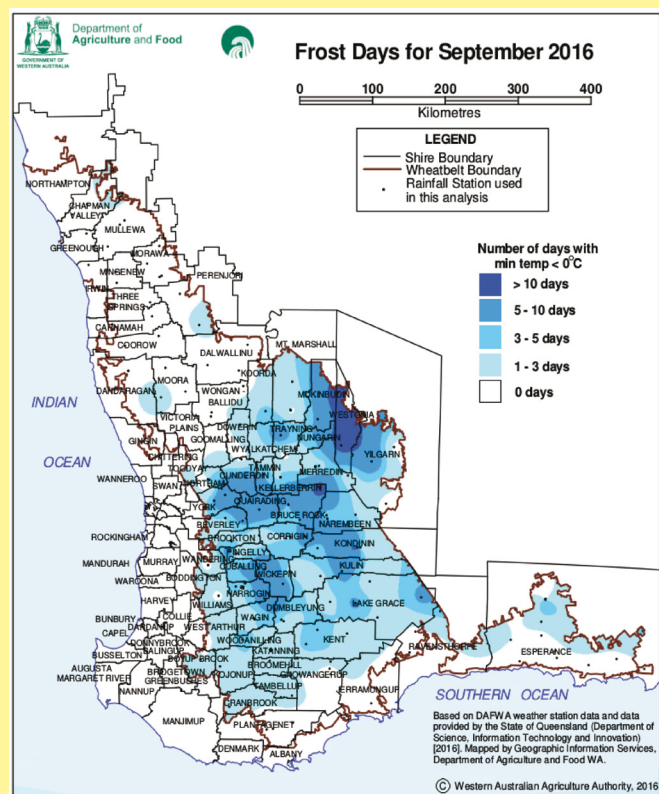 Department of
Agriculture and Food
GOVERNMENT OF
WESTERN AUSTRALIA
Frost Days for September 2016
0 100 200 300 400
Kilometres
LEGEND
Shire Boundary
Wheatbelt Boundary
Rainfall Station used
in this analysis
Number of days with
min temp < 0°C
> 10 days
5 - 10 days
3 - 5 days
1 - 3 days
0 days
NORTHAMPTON
CHAPMAN
VALLEY
MULLEWA
GREENOUGH
MORAWA
MINGENEW
PERENJORI
IRWIN
THREE
SPRINGS
CARNAMAH
COOROW
MT. MARSHALL
DALWALLINU
KOORDA
MOORA
DANDARAGAN
WONGAN
BALLIDU
MUKINBUDIN
WESTONIA
VICTORIA
PLAINS
DOWERIN
TRAYNING
NUNGARIN
GINGIN
GOOMALLING
WYALKATCHEM
YILGARN
CHITTERING
TOODYAY
TAMMIN
MERREDIN
WANNEROO
SWAN
NORTHAM
CUNDERDIN
KELLERBERRIN
YORK
QUAIRADING
BRUCE ROCK
BEVERLEY
NAREMBEEN
ROCKINGHAM
BROOKTON
CORRIGIN
KONDININ
PINGELLY
MANDURAH
MURRAY
WANDERING
CUBALLING
KULIN
WAROONA
BODDINGTON
WICKEPIN
HARVEY
WILLIAMS
NARROGIN
DUMBLEYUNG
LAKE GRACE
BUNBURY
COLLIE
WAGIN
CAPEL
DARDANUP
WEST ARTHUR
DONNYBROOK
WOODANILLING
KENT
RAVENSTHORPE
BUSSELTON
BALINGUP
KATANNING
ESPERANCE
AUGUSTA
MARGARET RIVER
BOYUP BROOK
BROOMEHILL
BRIDGETOWN
GREENBUSHES
KOJONUP
GNOWANGERUP
NANNUP
TAMBELLUP
JERRAMONGUP
CRANBROOK
MANJIMUP
PLANTAGENET
DENMARK
ALBANY
INDIAN
OCEAN
SOUTHERN OCEAN
Based on DAFWA weather station data and data
provided by the State of Queensland (Department of
Science, Information Technology and Innovation)
[2016]. Mapped by Geographic Information Services,
Department of Agriculture and Food WA.
© Western Australian Agriculture Authority, 2016